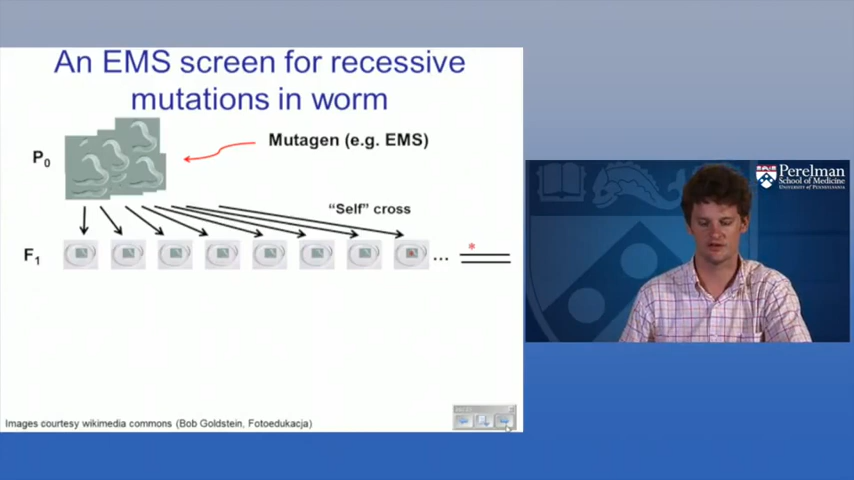 An EMS screen for recessive
mutations in worm
P0
Mutagen (e.g. EMS)
"Self" cross
F1
...
*
Images courtesy wikimedia commons (Bob Goldstein, Fotoedukacja)
Perelman
School of Medicine
UNIVERSITY of PENNSYLVANIA